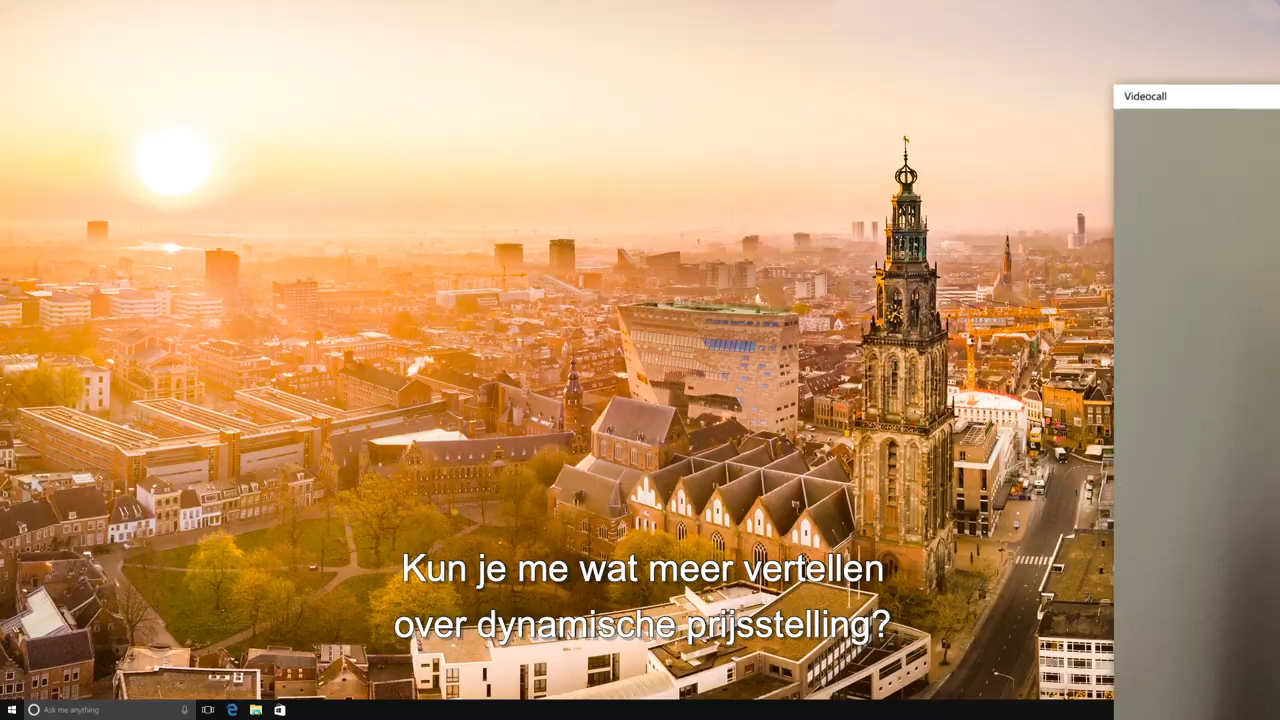 Videocall
Kun je me wat meer vertellen
over dynamische prijsstelling?
Ask me anything